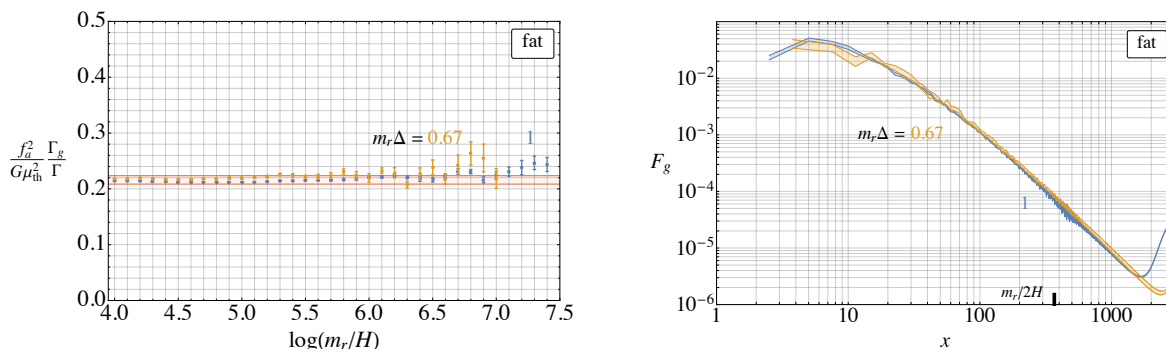 0.5
0.4
0.3
0.2
0.1
0.0
f_a^2/(Gμ_th^2) Γ_g/Γ
fat
m_rΔ = 0.67
1
4.0 4.5 5.0 5.5 6.0 6.5 7.0 7.5
log(m_r/H)
10^-2
10^-3
10^-4
10^-5
10^-6
F_g
fat
m_rΔ = 0.67
1
m_r/2H
1 10 100 1000
x